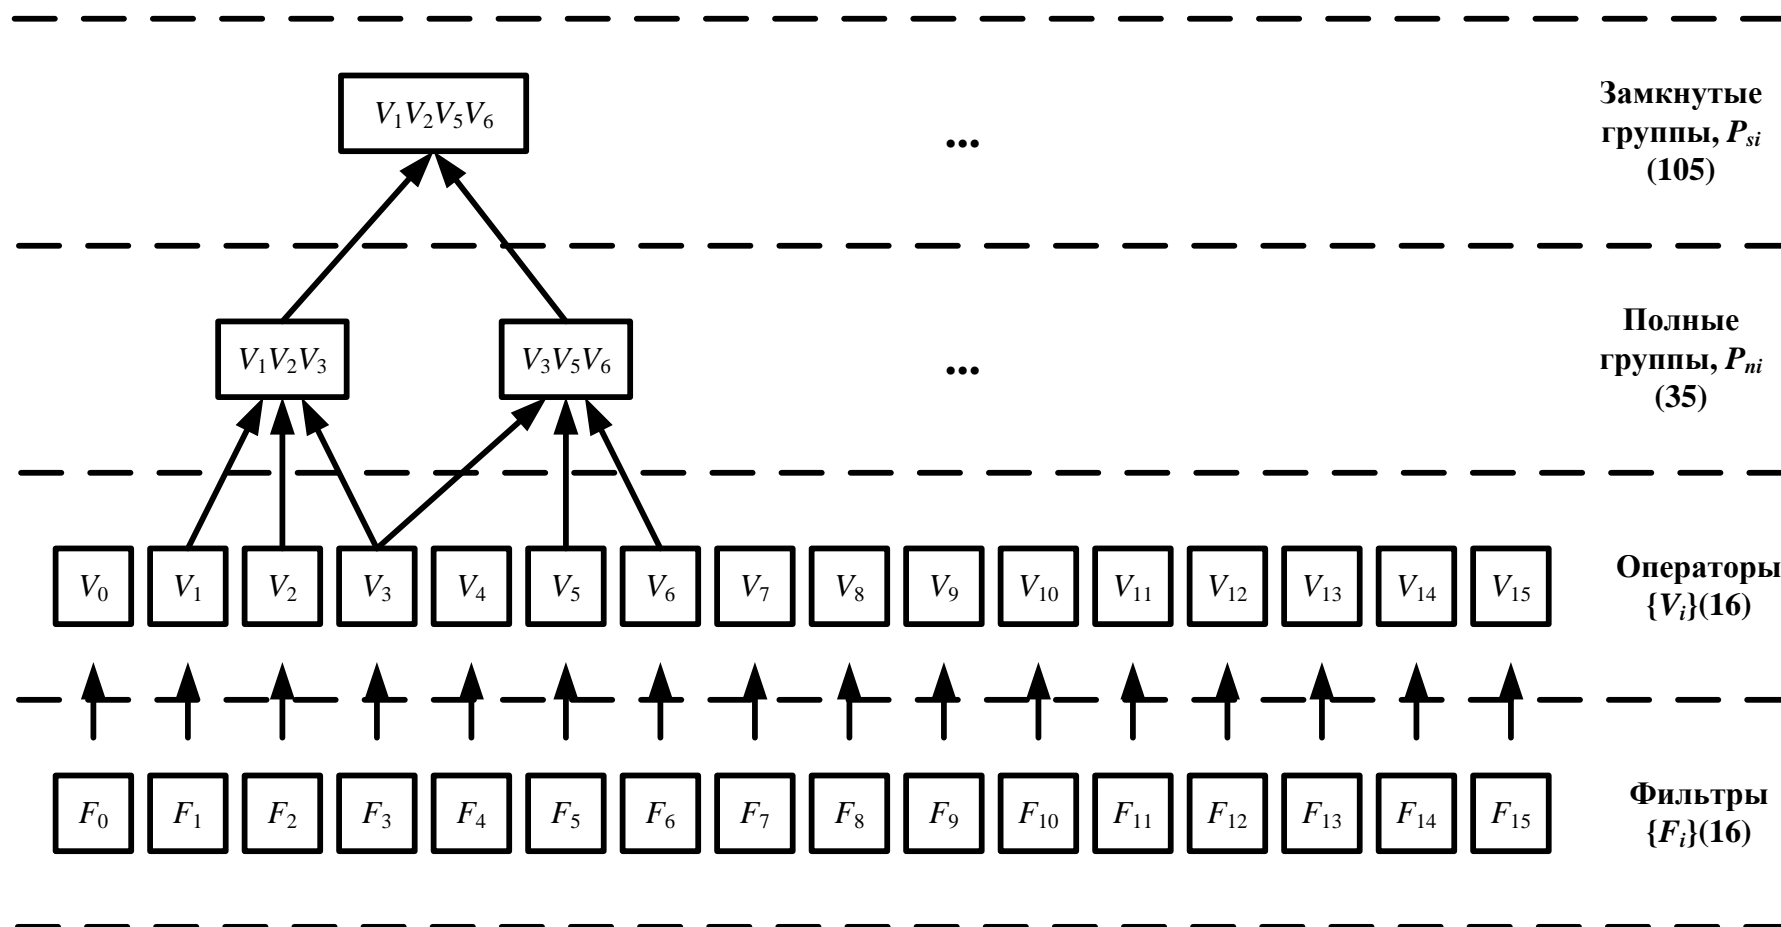 V₁V₂V₅V₆
...
Замкнутые
группы, Pₛᵢ
(105)
V₁V₂V₃
V₃V₅V₆
...
Полные
группы, Pₙᵢ
(35)
V₀ V₁ V₂ V₃ V₄ V₅ V₆ V₇ V₈ V₉ V₁₀ V₁₁ V₁₂ V₁₃ V₁₄ V₁₅
Операторы
{Vᵢ}(16)
F₀ F₁ F₂ F₃ F₄ F₅ F₆ F₇ F₈ F₉ F₁₀ F₁₁ F₁₂ F₁₃ F₁₄ F₁₅
Фильтры
{Fᵢ}(16)